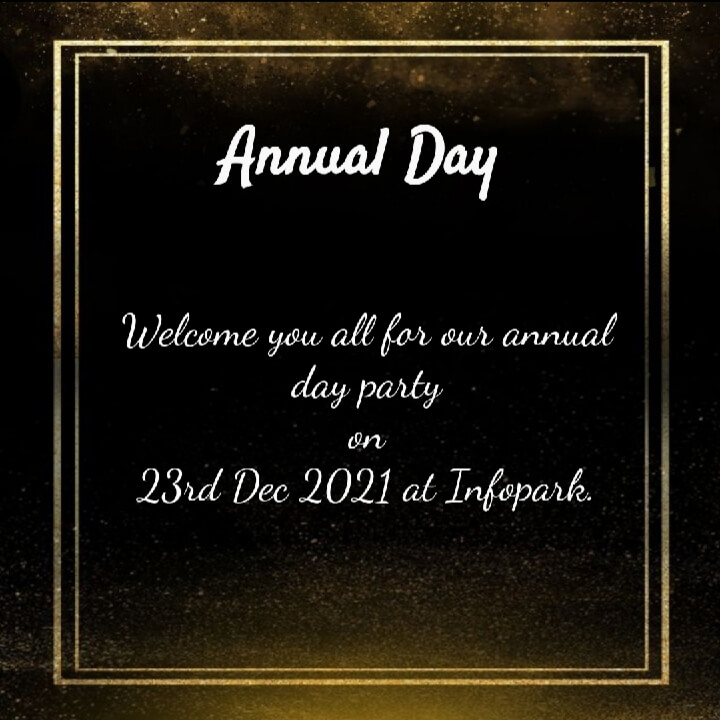 Annual Day
Welcome you all for our annual
day party
on
23rd Dec 2021 at Infopark.